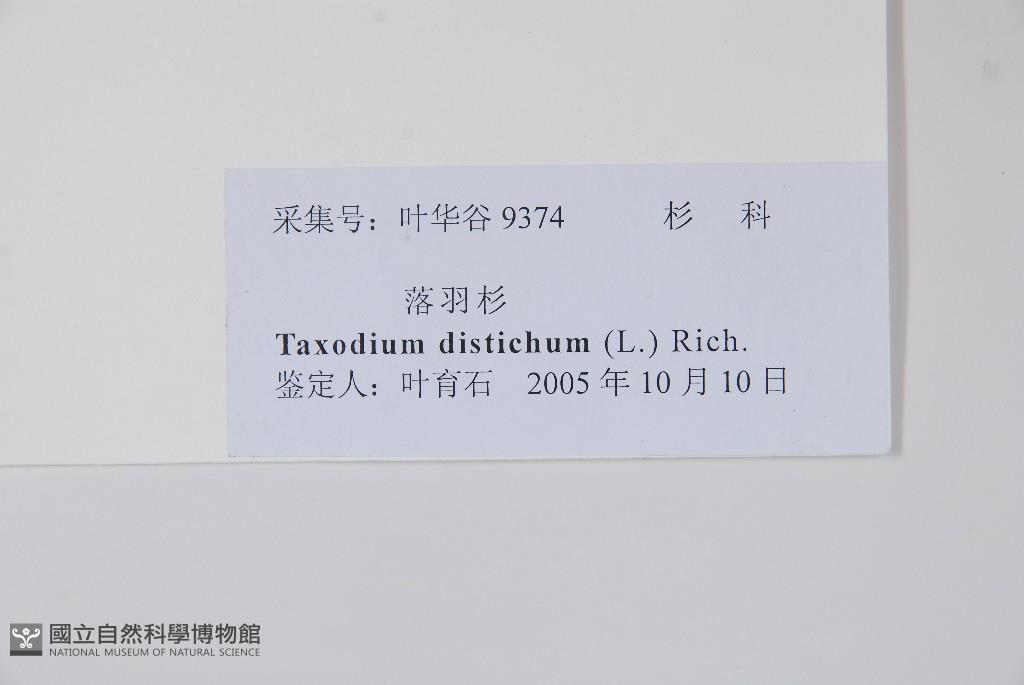 采集号：叶华谷 9374 杉 科
落羽杉
Taxodium distichum (L.) Rich.
鉴定人：叶育石 2005 年 10 月 10 日
國立自然科學博物館
NATIONAL MUSEUM OF NATURAL SCIENCE